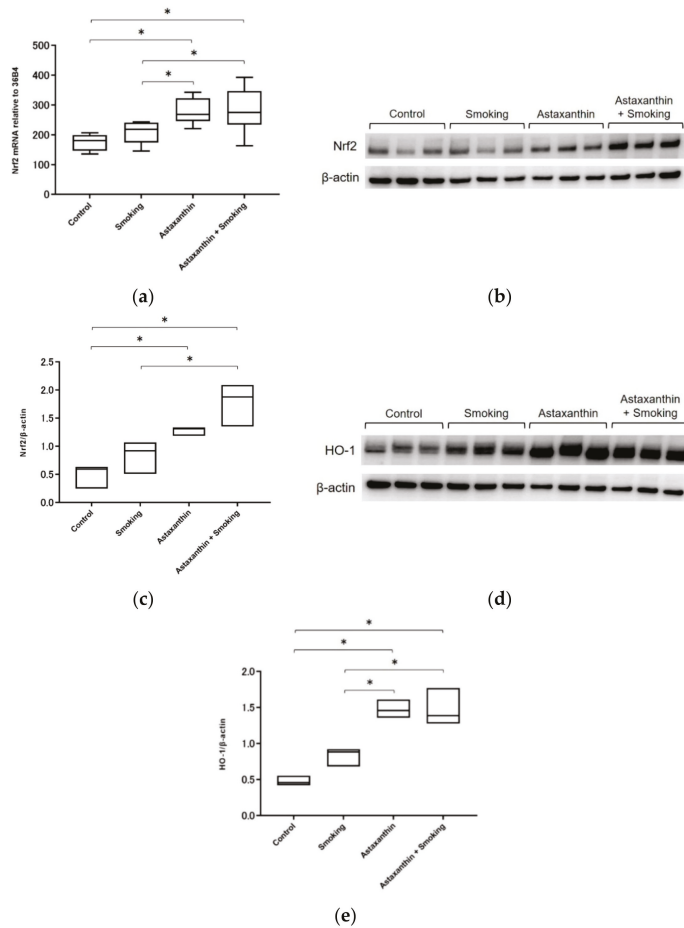 * 
*
*
*
Nrf2 mRNA relative to 36B4
500
400
300
200
100
0
Control
Smoking
Astaxanthin
Astaxanthin + Smoking
(a)
Control
Smoking
Astaxanthin
Astaxanthin
+ Smoking
Nrf2
β-actin
(b)
*
*
*
Nrf2/β-actin
2.5
2.0
1.5
1.0
0.5
0.0
Control
Smoking
Astaxanthin
Astaxanthin + Smoking
(c)
Control
Smoking
Astaxanthin
Astaxanthin
+ Smoking
HO-1
β-actin
(d)
*
*
*
*
HO-1/β-actin
2.0
1.5
1.0
0.5
0.0
Control
Smoking
Astaxanthin
Astaxanthin + Smoking
(e)